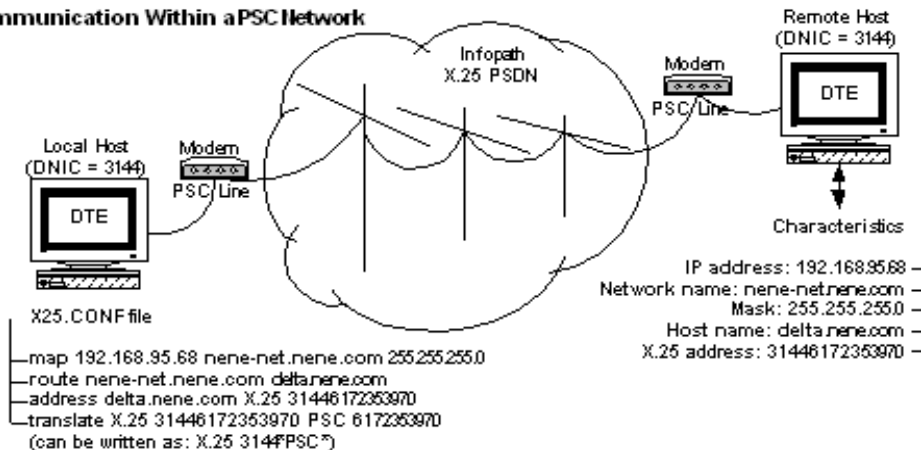 mmunication Within a PSC Network
Remote Host
(DNIC = 3144)
Infopath
X.25 PSDN
Modem
DTE
PSC Line
Local Host
(DNIC = 3144)
Modem
PSC Line
DTE
Characteristics
IP address: 192.168.95.68
Network name: nene-net.nene.com
Mask: 255.255.255.0
Host name: delta.nene.com
X.25 address: 31446172353970
X25.CONF file
map 192.168.95.68 nene-net.nene.com 255.255.255.0
route nene-net.nene.com delta.nene.com
address delta.nene.com X.25 31446172353970
translate X.25 31446172353970 PSC 6172353970
(can be written as: X.25 3144* PSC *)